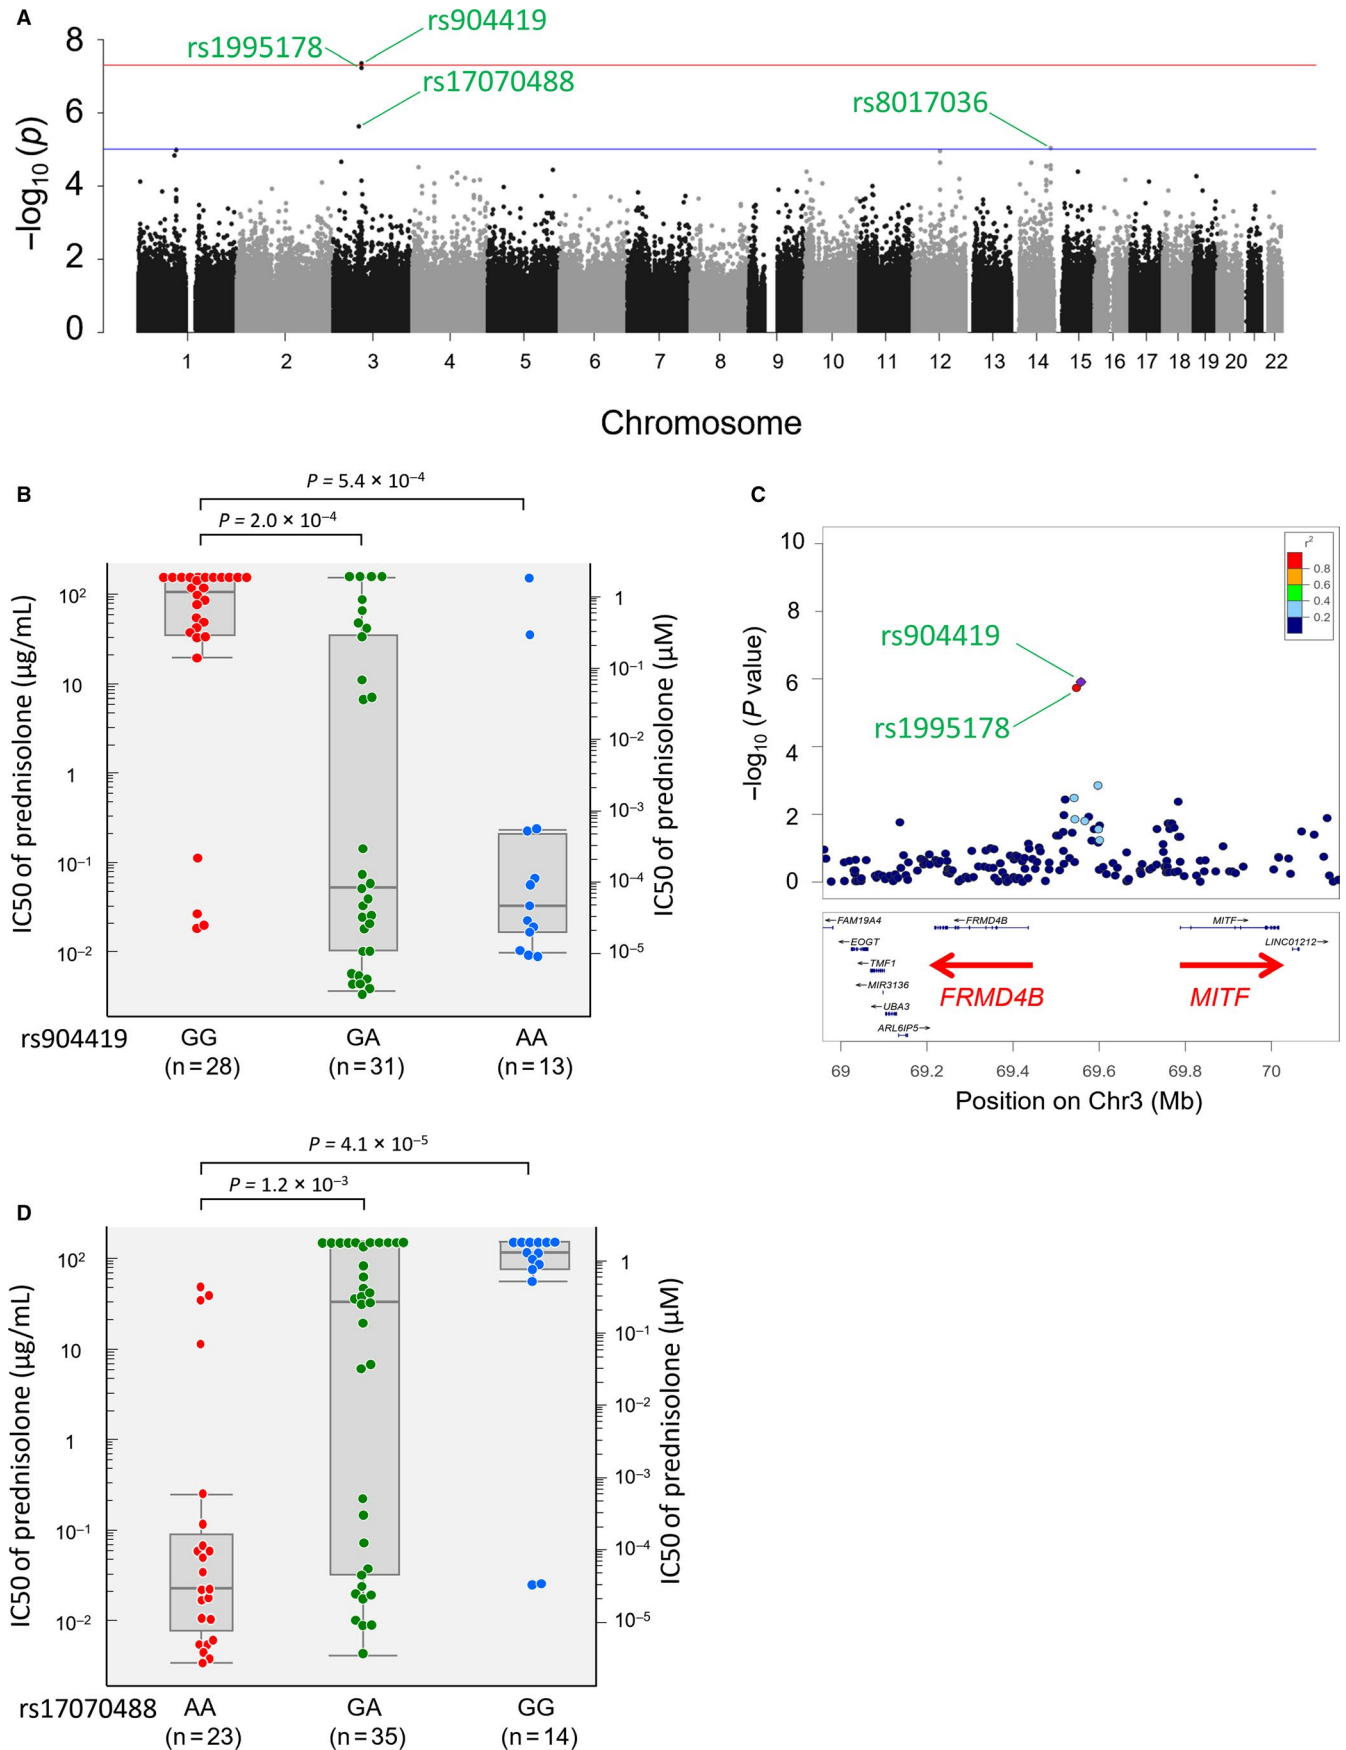 A
rs904419
rs1995178
rs17070488
rs8017036
8
6
4
2
0
–log₁₀ (p)
1 2 3 4 5 6 7 8 9 10 11 12 13 14 15 16 17 18 19 20 22
Chromosome
B
P = 5.4 × 10⁻⁴
P = 2.0 × 10⁻⁴
IC50 of prednisolone (µg/mL)
10²
10
1
10⁻¹
10⁻²
1
10⁻¹
10⁻²
10⁻³
10⁻⁴
10⁻⁵
IC50 of prednisolone (µM)
rs904419 GG GA AA
(n=28) (n=31) (n=13)
C
–log₁₀ (P value)
10
8
6
4
2
0
r²
0.8
0.6
0.4
0.2
rs904419
rs1995178
←FAM19A4 ←FRMD4B MITF→
←EOGT LINC01212→
←TMF1
←MIR3136
←UBA3
ARL6IP5→
FRMD4B MITF
69 69.2 69.4 69.6 69.8 70
Position on Chr3 (Mb)
D
P = 4.1 × 10⁻⁵
P = 1.2 × 10⁻³
IC50 of prednisolone (µg/mL)
10²
10
1
10⁻¹
10⁻²
1
10⁻¹
10⁻²
10⁻³
10⁻⁴
10⁻⁵
IC50 of prednisolone (µM)
rs17070488 AA GA GG
(n=23) (n=35) (n=14)